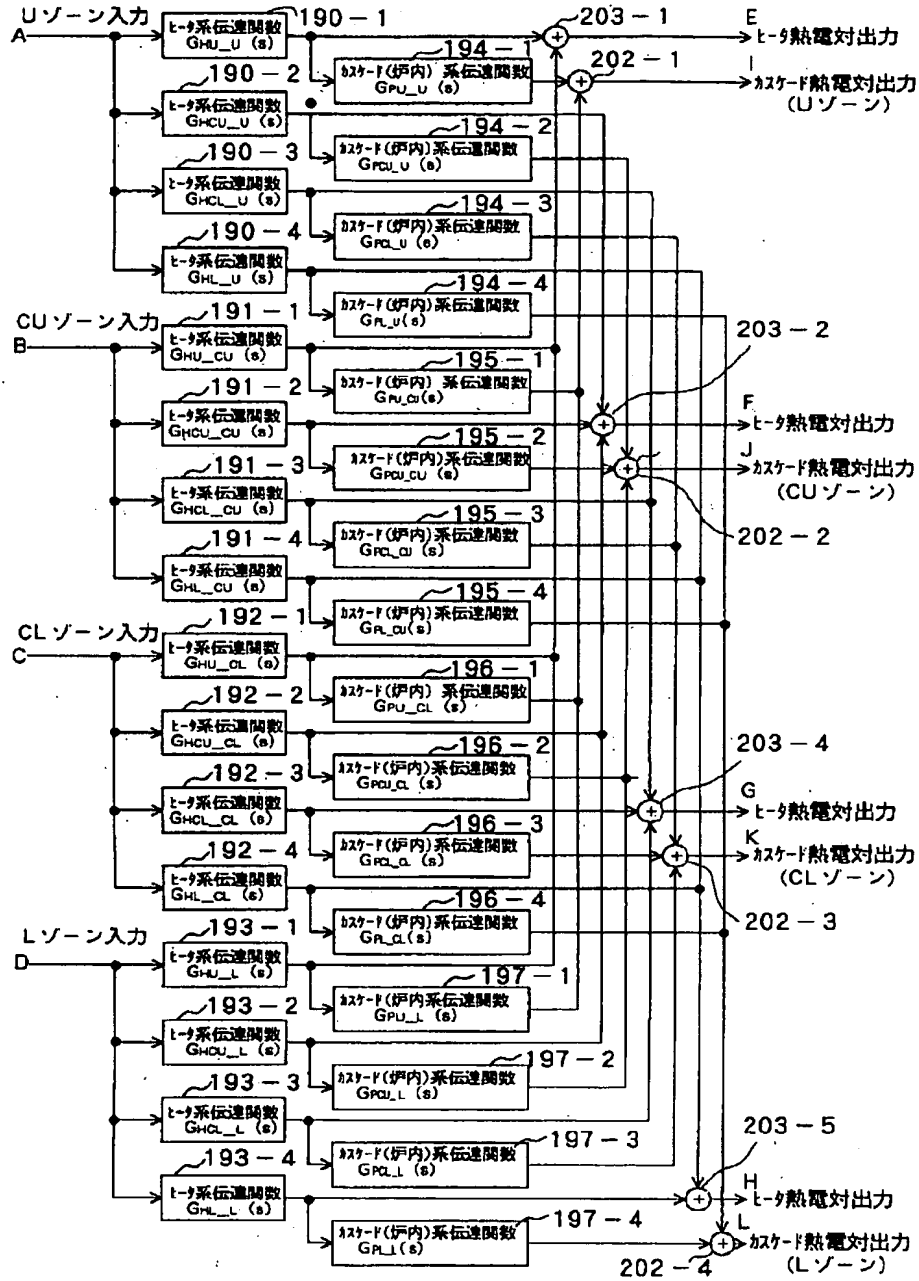 Uゾーン入力
A
190-1
ヒータ系伝達関数
GHU_U (s)
203-1
E
ヒータ熱電対出力
194-1
カスケード(炉内) 系伝達関数
GPU_U (s)
202-1
I
カスケード熱電対出力
(Uゾーン)
190-2
ヒータ系伝達関数
GHCU_U (s)
194-2
カスケード(炉内)系伝達関数
GPCU_U (s)
190-3
ヒータ系伝達関数
GHCL_U (s)
194-3
カスケード(炉内)系伝達関数
GPCL_U (s)
190-4
ヒータ系伝達関数
GHL_U (s)
194-4
カスケード(炉内)系伝達関数
GPL_U(s)
CUゾーン入力
B
191-1
ヒータ系伝達関数
GHU_CU (s)
195-1
カスケード(炉内) 系伝達関数
GPU_CU(s)
203-2
191-2
ヒータ系伝達関数
GHCU_CU (s)
F
ヒータ熱電対出力
195-2
カスケード(炉内)系伝達関数
GPCU_CU (s)
J
カスケード熱電対出力
(CUゾーン)
202-2
191-3
ヒータ系伝達関数
GHCL_CU (s)
195-3
カスケード(炉内)系伝達関数
GPCL_CU (s)
191-4
ヒータ系伝達関数
GHL_CU (s)
195-4
カスケード(炉内)系伝達関数
GPL_CU(s)
CLゾーン入力
C
192-1
ヒータ系伝達関数
GHU_CL (s)
196-1
カスケード(炉内) 系伝達関数
GPU_CL (s)
192-2
ヒータ系伝達関数
GHCU_CL (s)
196-2
カスケード(炉内)系伝達関数
GPCU_CL (s)
203-4
192-3
ヒータ系伝達関数
GHCL_CL (s)
G
ヒータ熱電対出力
196-3
カスケード(炉内)系伝達関数
GPCL_CL (s)
K
カスケード熱電対出力
(CLゾーン)
202-3
192-4
ヒータ系伝達関数
GHL_CL (s)
196-4
カスケード(炉内)系伝達関数
GPL_CL(s)
Lゾーン入力
D
193-1
ヒータ系伝達関数
GHU_L (s)
197-1
カスケード(炉内系伝達関数
GPU_L (s)
193-2
ヒータ系伝達関数
GHCU_L (s)
197-2
カスケード(炉内)系伝達関数
GPCU_L (s)
193-3
ヒータ系伝達関数
GHCL_L (s)
197-3
カスケード(炉内)系伝達関数
GPCL_L (s)
203-5
193-4
ヒータ系伝達関数
GHL_L (s)
H
ヒータ熱電対出力
197-4
カスケード(炉内)系伝達関数
GPL_L(s)
L
カスケード熱電対出力
(Lゾーン)
202-4